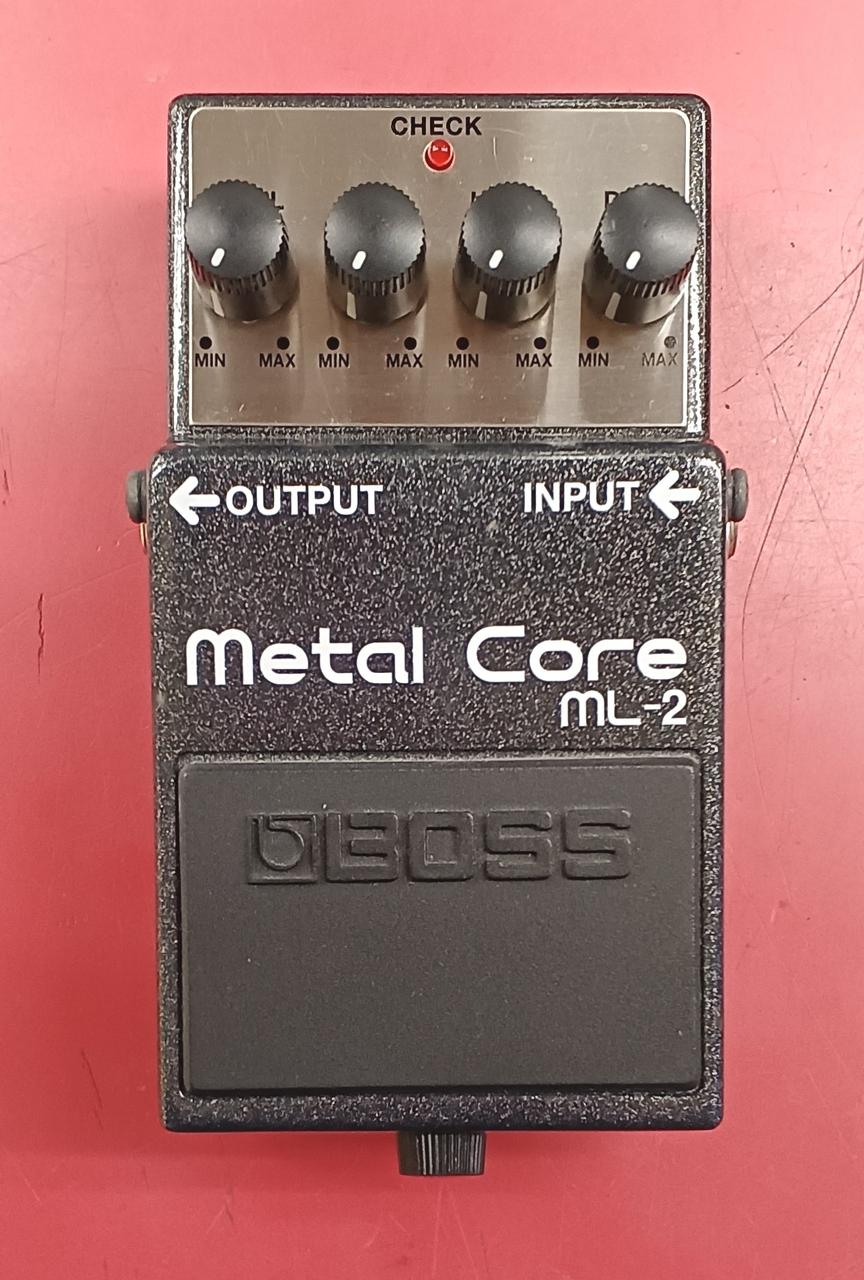 CHECK
MIN MAX MIN MAX MIN MAX MIN MAX
OUTPUT INPUT
Metal Core
ML-2
BOSS